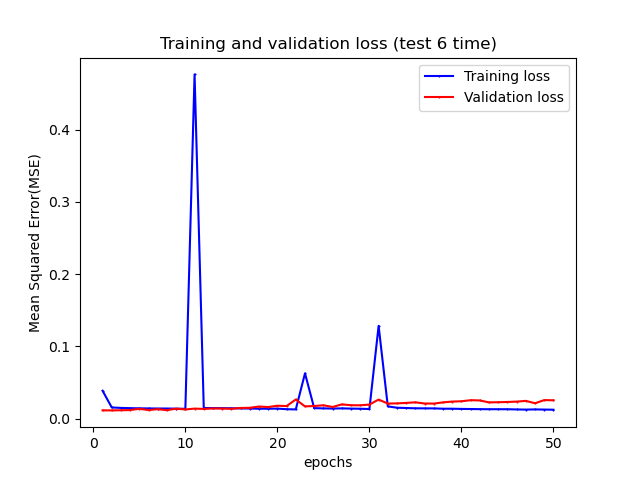 Training and validation loss (test 6 time)
Training loss
Validation loss
Mean Squared Error(MSE)
0.4
0.3
0.2
0.1
0.0
0 10 20 30 40 50
epochs